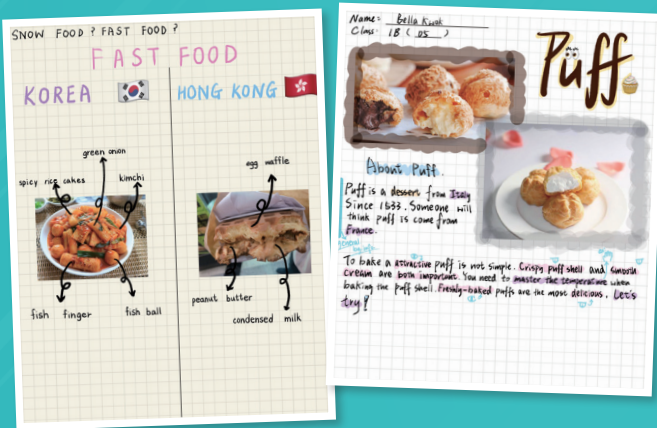 SNOW FOOD? FAST FOOD?
FAST FOOD
KOREA
HONG KONG
green onion
spicy rice cakes
kimchi
fish finger
fish ball
egg waffle
peanut butter
condensed milk
Name: Bella Kwok
Class: 1B (05)
Puff
About Puff.
Puff is a dessert from Italy
Since 1533. Someone will
think puff is come from
France.
To bake a attractive puff is not simple. Crispy puff shell and smooth
cream are both important. You need to master the temperature when
baking the puff shell. Freshly-baked puffs are the most delicious. Let's
try!